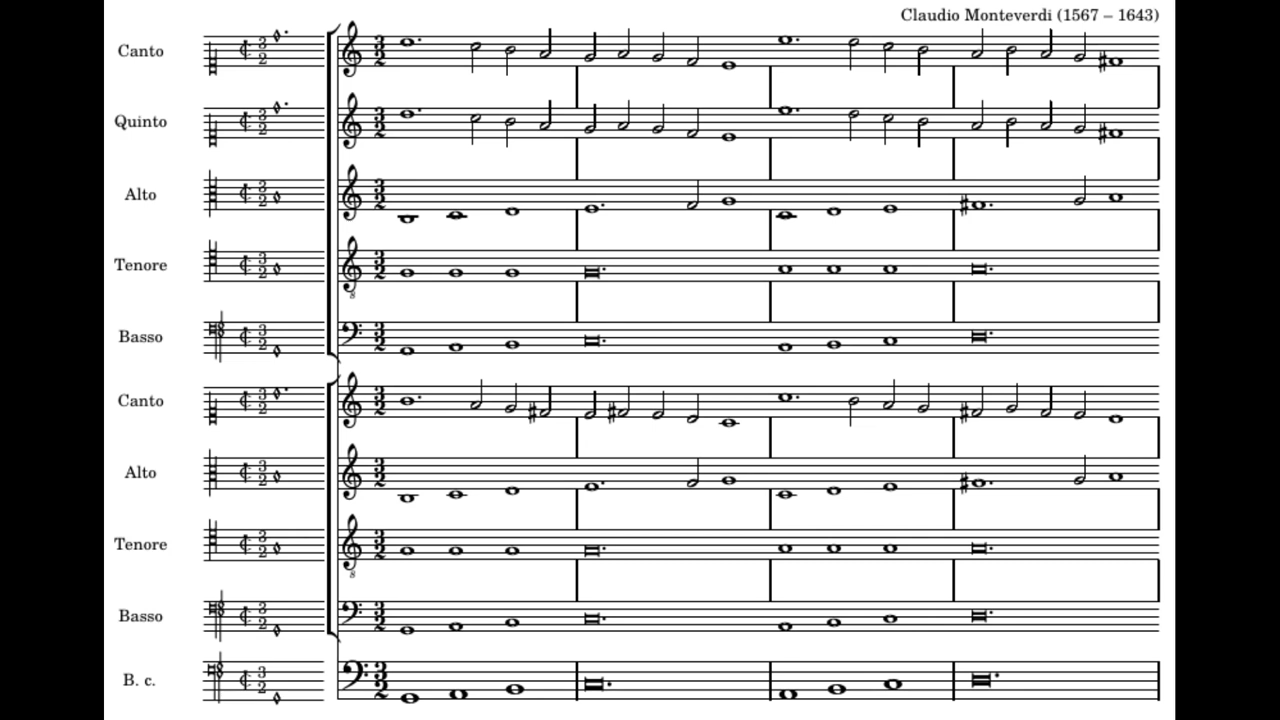 Claudio Monteverdi (1567 – 1643)
Canto
Quinto
Alto
Tenore
Basso
Canto
Alto
Tenore
Basso
B. c.